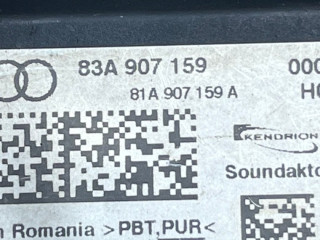 83A 907 159
000
81A 907 159 A
H
KENDRION
Soundakto
n Romania >PBT,PUR<